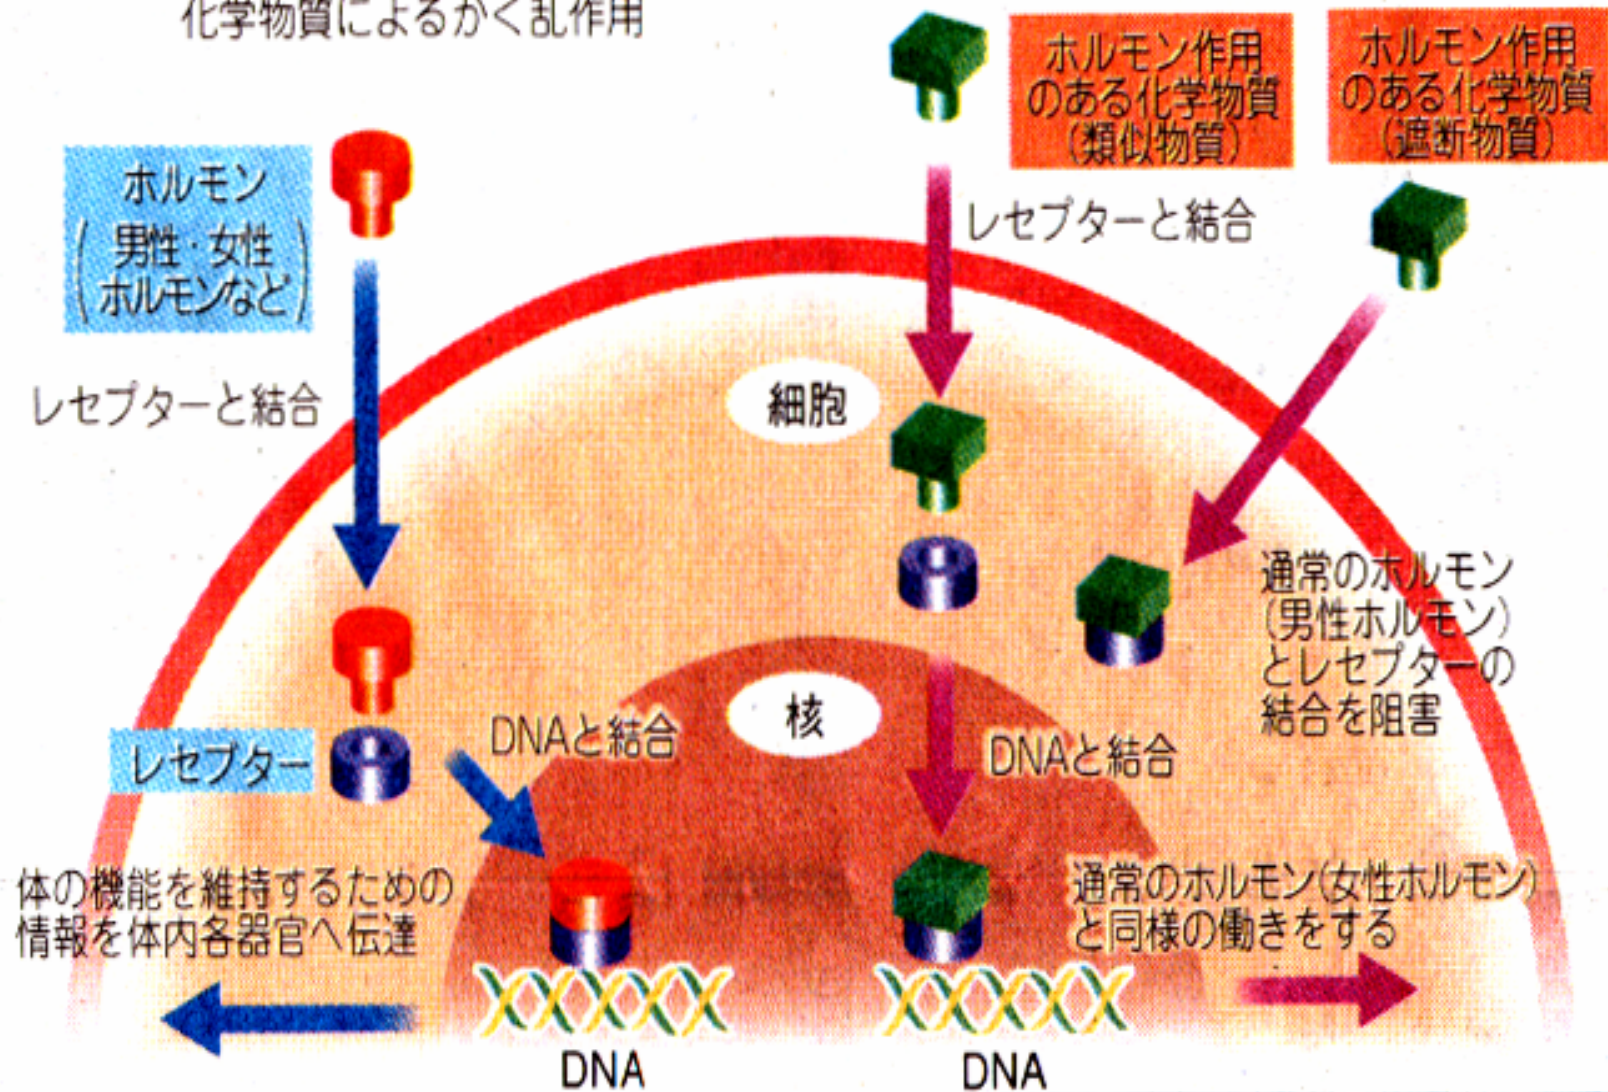 化学物質によるかく乱作用
ホルモン
(男性・女性
ホルモンなど)
レセプターと結合
レセプター
DNAと結合
体の機能を維持するための
情報を体内各器官へ伝達
DNA
ホルモン作用
のある化学物質
(類似物質)
レセプターと結合
細胞
核
DNAと結合
通常のホルモン(女性ホルモン)
と同様の働きをする
DNA
ホルモン作用
のある化学物質
(遮断物質)
通常のホルモン
(男性ホルモン)
とレセプターの
結合を阻害